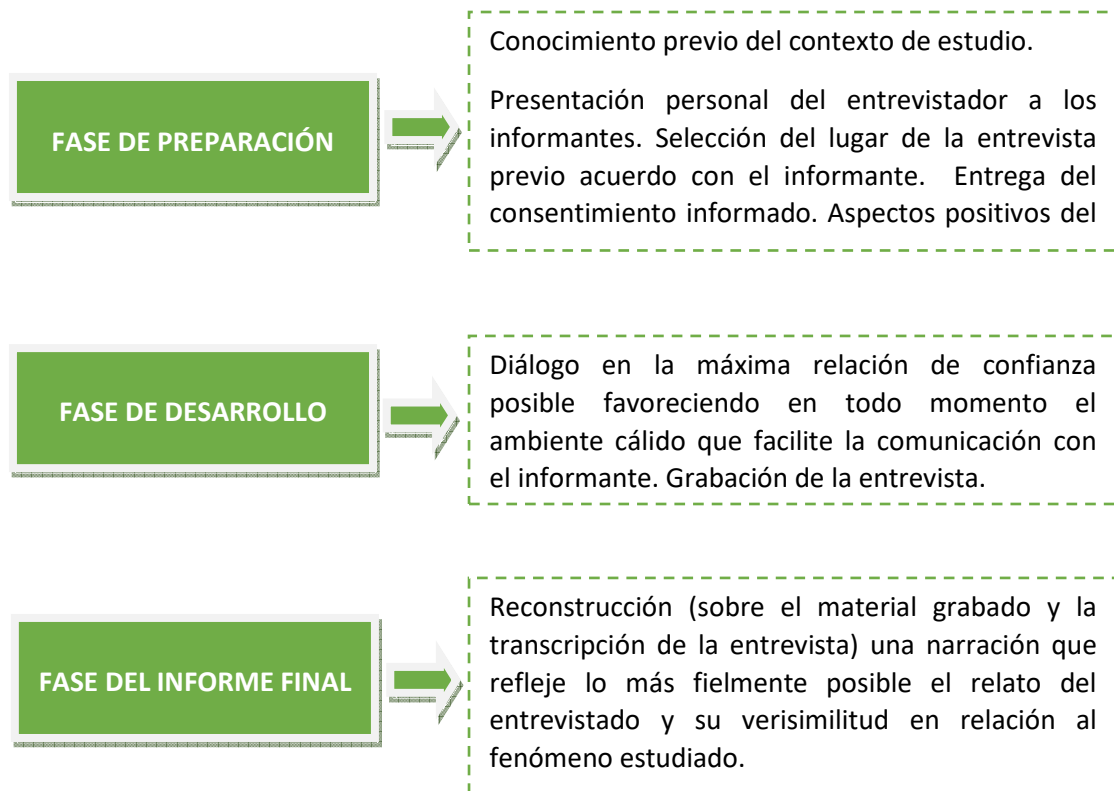 FASE DE PREPARACIÓN
Conocimiento previo del contexto de estudio.
Presentación personal del entrevistador a los
informantes. Selección del lugar de la entrevista
previo acuerdo con el informante. Entrega del
consentimiento informado. Aspectos positivos del
FASE DE DESARROLLO
Diálogo en la máxima relación de confianza
posible favoreciendo en todo momento el
ambiente cálido que facilite la comunicación con
el informante. Grabación de la entrevista.
FASE DEL INFORME FINAL
Reconstrucción (sobre el material grabado y la
transcripción de la entrevista) una narración que
refleje lo más fielmente posible el relato del
entrevistado y su verisimilitud en relación al
fenómeno estudiado.